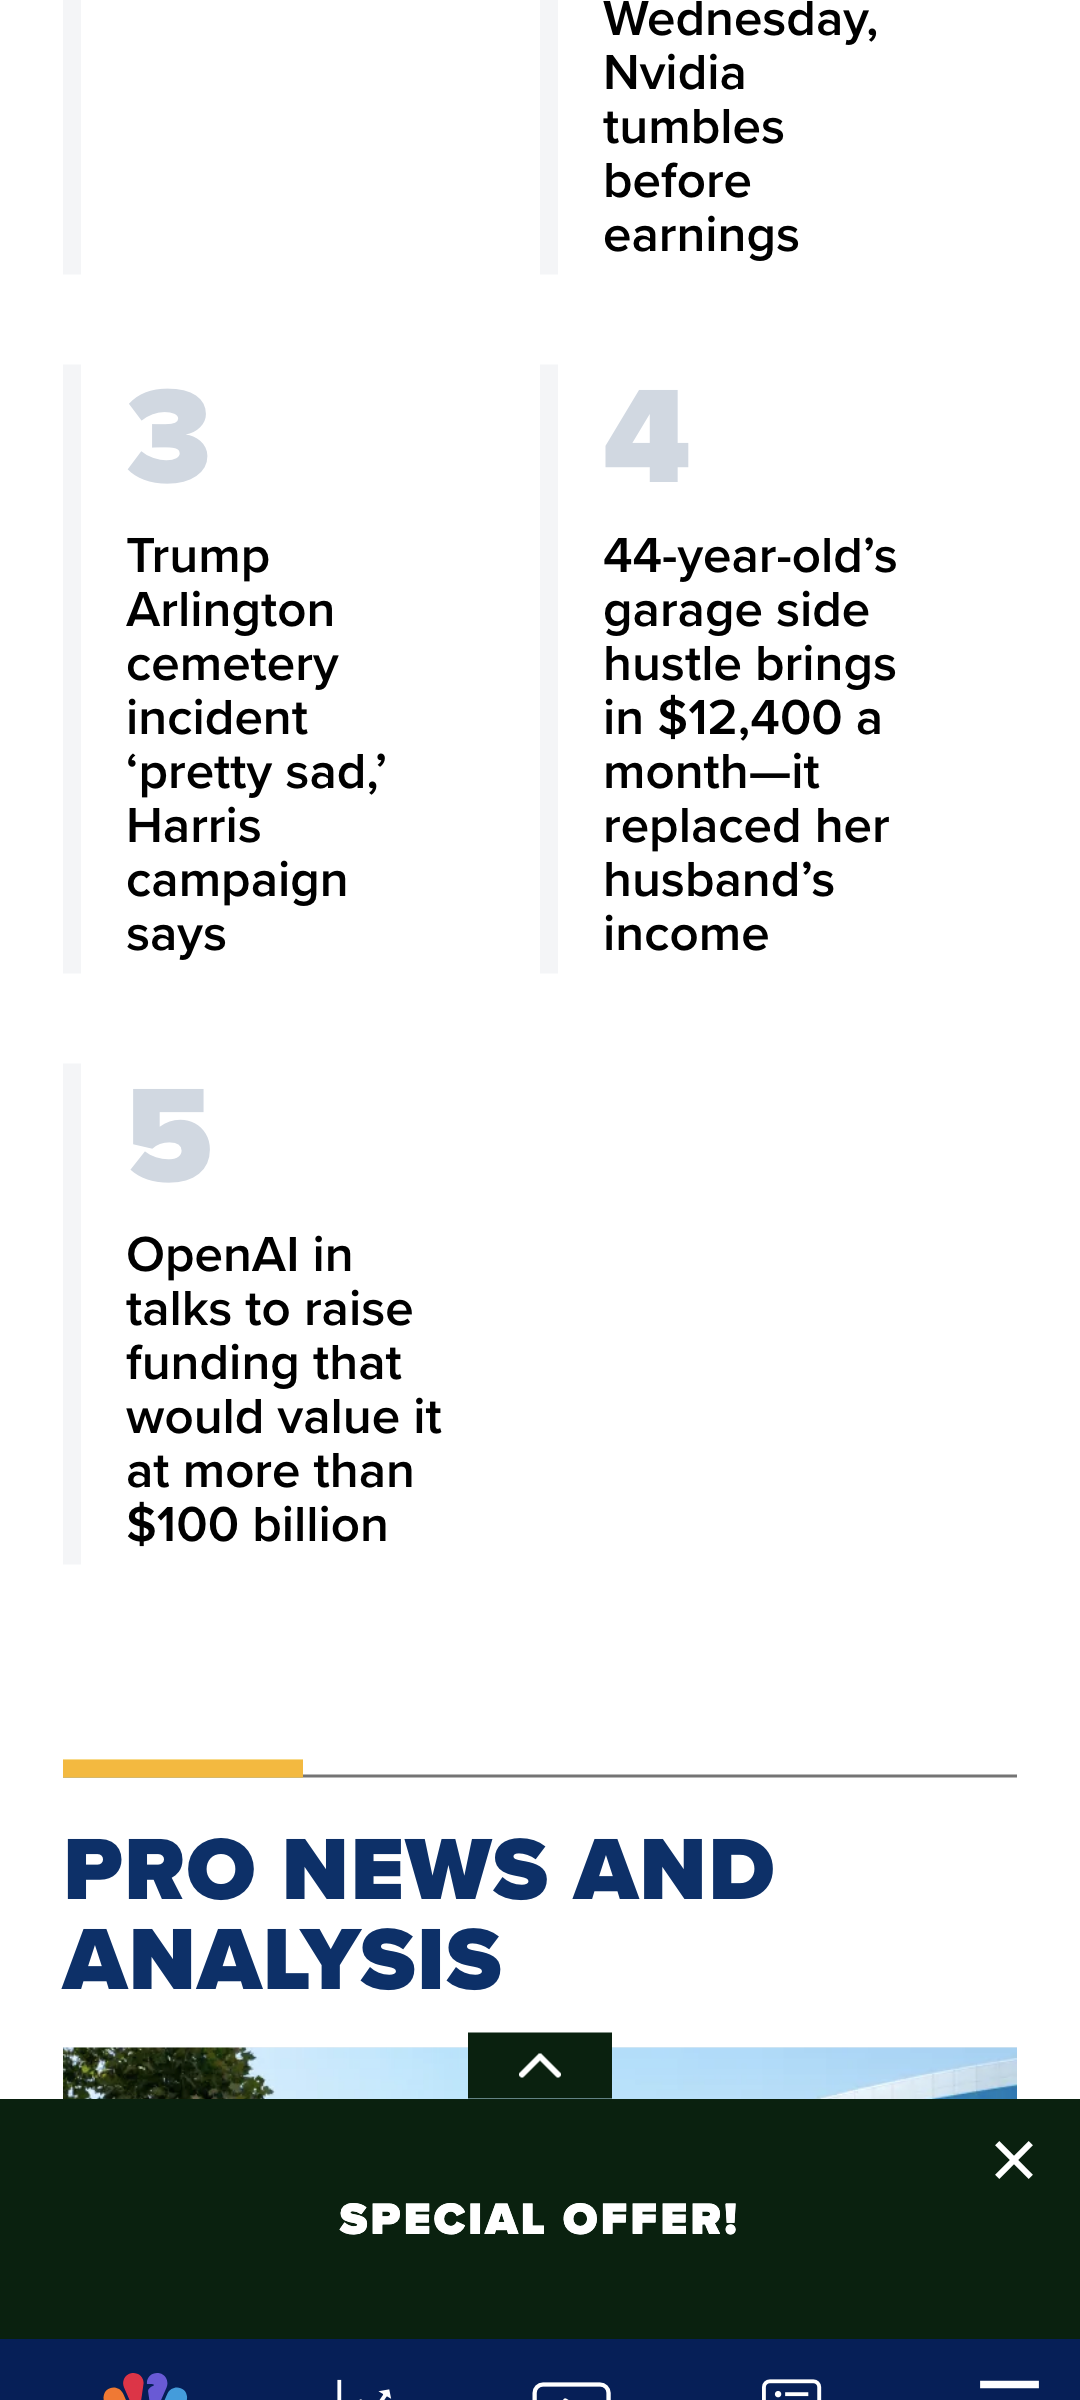 Wednesday,
Nvidia
tumbles
before
earnings
3
Trump
Arlington
cemetery
incident
‘pretty sad,’
Harris
campaign
says
4
44-year-old’s
garage side
hustle brings
in $12,400 a
month—it
replaced her
husband’s
income
5
OpenAI in
talks to raise
funding that
would value it
at more than
$100 billion
PRO NEWS AND
ANALYSIS
SPECIAL OFFER!